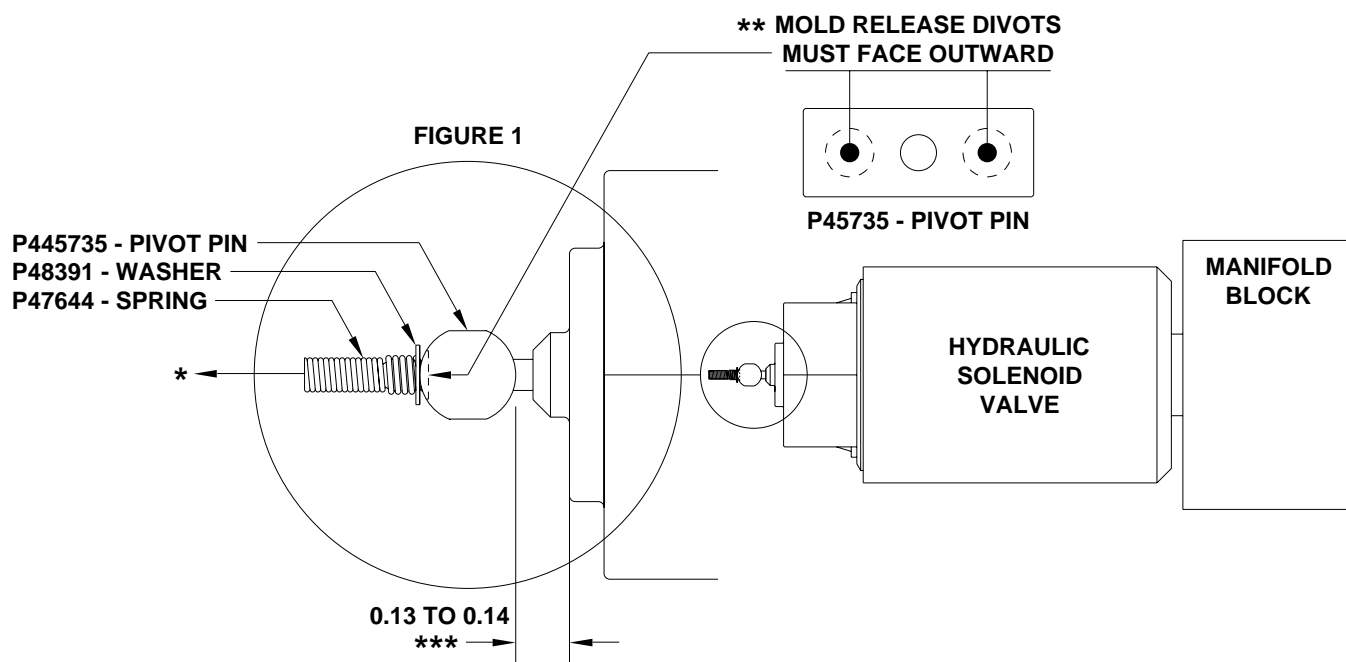 ** MOLD RELEASE DIVOTS
MUST FACE OUTWARD
FIGURE 1
P45735 - PIVOT PIN
P445735 - PIVOT PIN
P48391 - WASHER
P47644 - SPRING
*
MANIFOLD
BLOCK
HYDRAULIC
SOLENOID
VALVE
0.13 TO 0.14
***